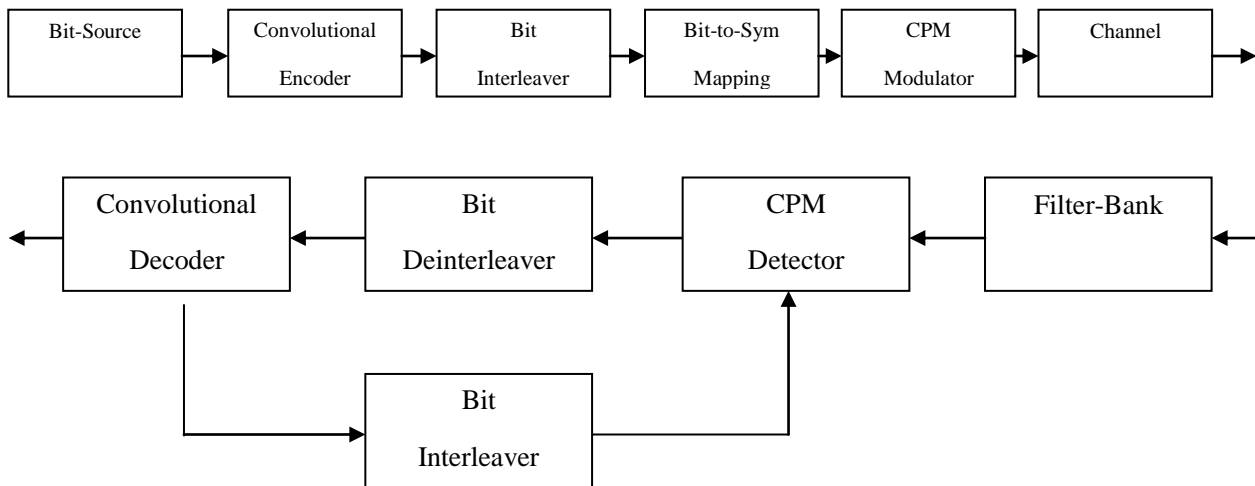 Bit-Source
Convolutional
Encoder
Bit
Interleaver
Bit-to-Sym
Mapping
CPM
Modulator
Channel
Convolutional
Decoder
Bit
Deinterleaver
CPM
Detector
Filter-Bank
Bit
Interleaver